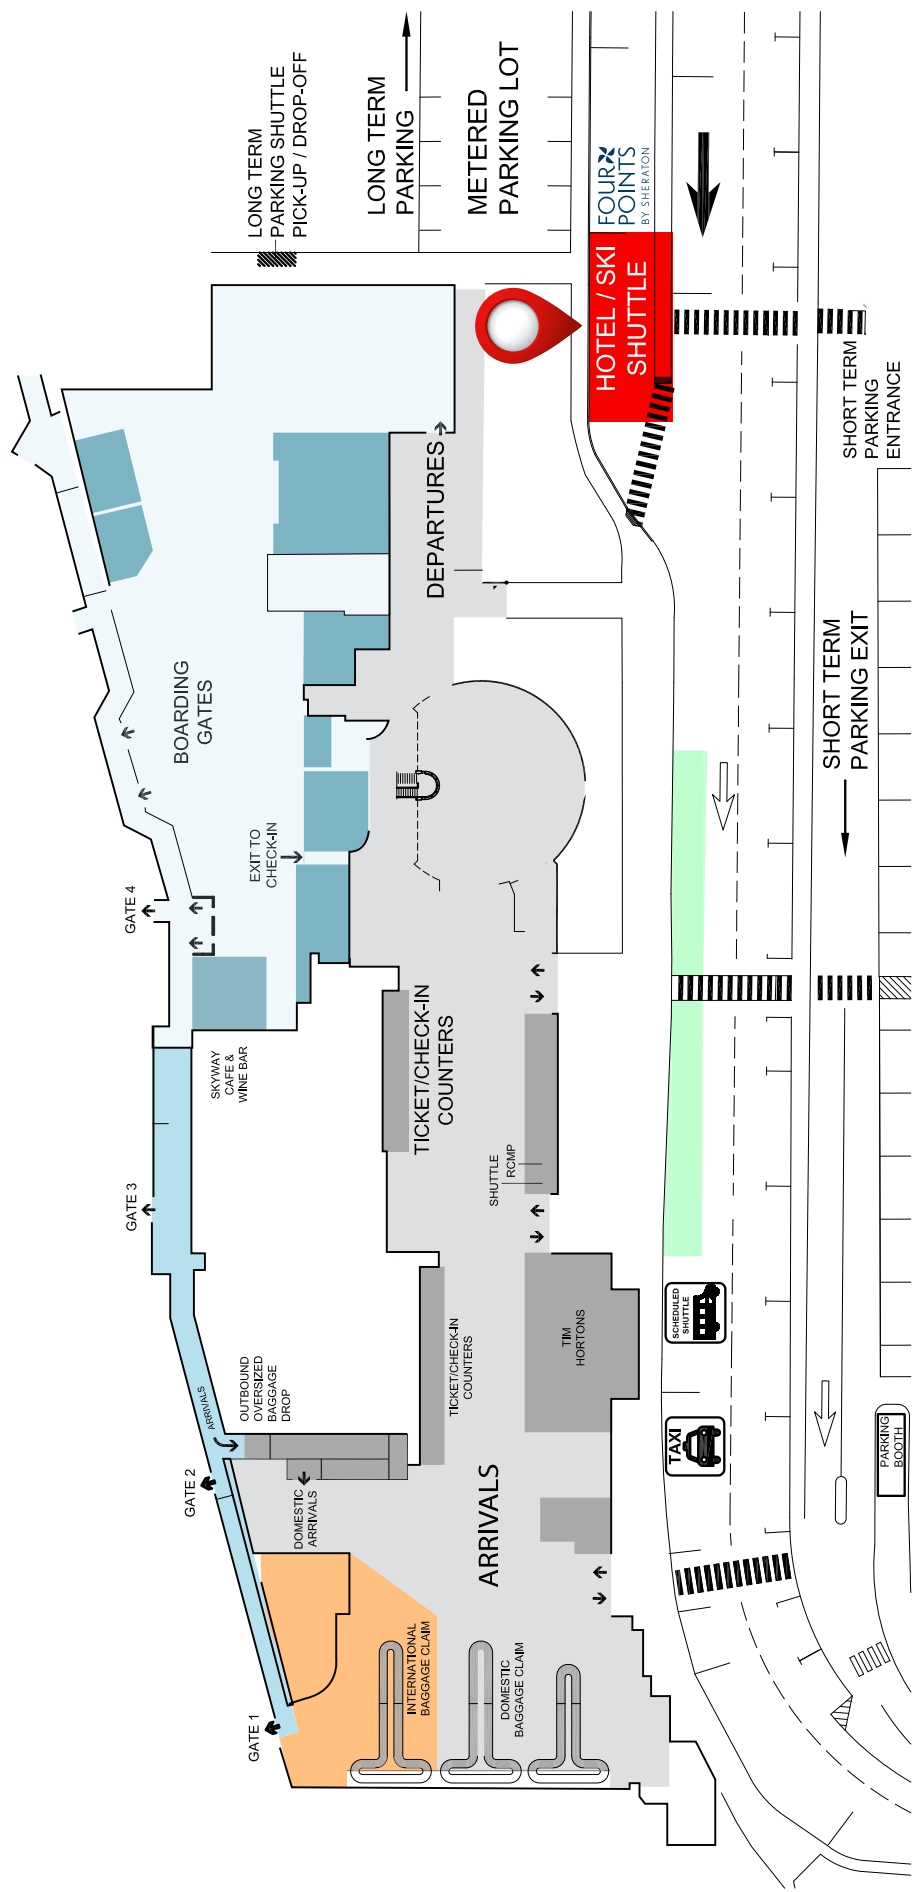 LONG TERM
PARKING SHUTTLE
PICK-UP / DROP-OFF
LONG TERM
PARKING
METERED
PARKING LOT
FOUR POINTS
BY SHERATON
HOTEL / SKI
SHUTTLE
SHORT TERM
PARKING
ENTRANCE
DEPARTURES
BOARDING
GATES
SHORT TERM
PARKING EXIT
EXIT TO
CHECK-IN
GATE 4
SKYWAY
CAFE &
WINE BAR
TICKET/CHECK-IN
COUNTERS
SHUTTLE
RCMP
GATE 3
SCHEDULED
SHUTTLE
TIM
HORTONS
TICKET/CHECK-IN
COUNTERS
OUTBOUND
OVERSIZED
BAGGAGE
DROP
ARRIVALS
TAXI
PARKING
BOOTH
GATE 2
DOMESTIC
ARRIVALS
ARRIVALS
INTERNATIONAL
BAGGAGE CLAIM
DOMESTIC
BAGGAGE CLAIM
GATE 1